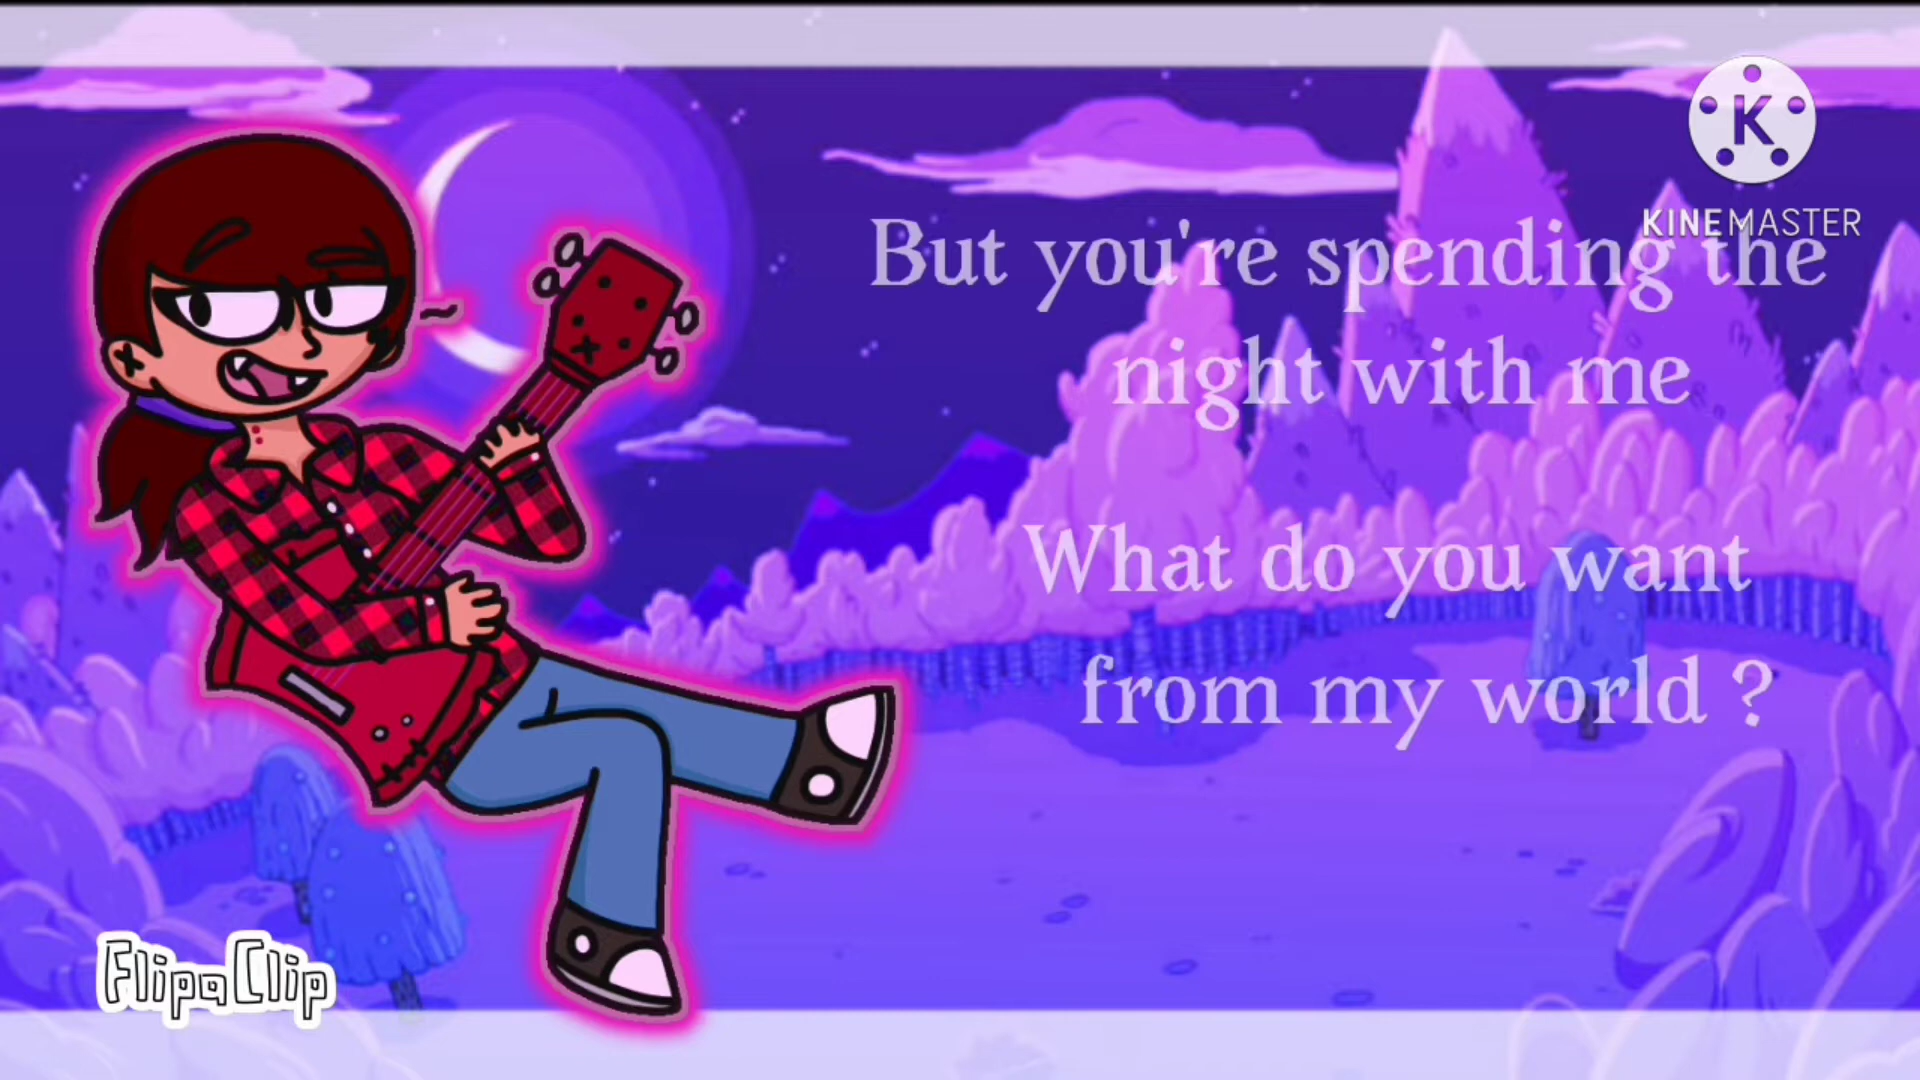 K
KINEMASTER
But you're spending the
night with me
What do you want
from my world ?
FlipaClip